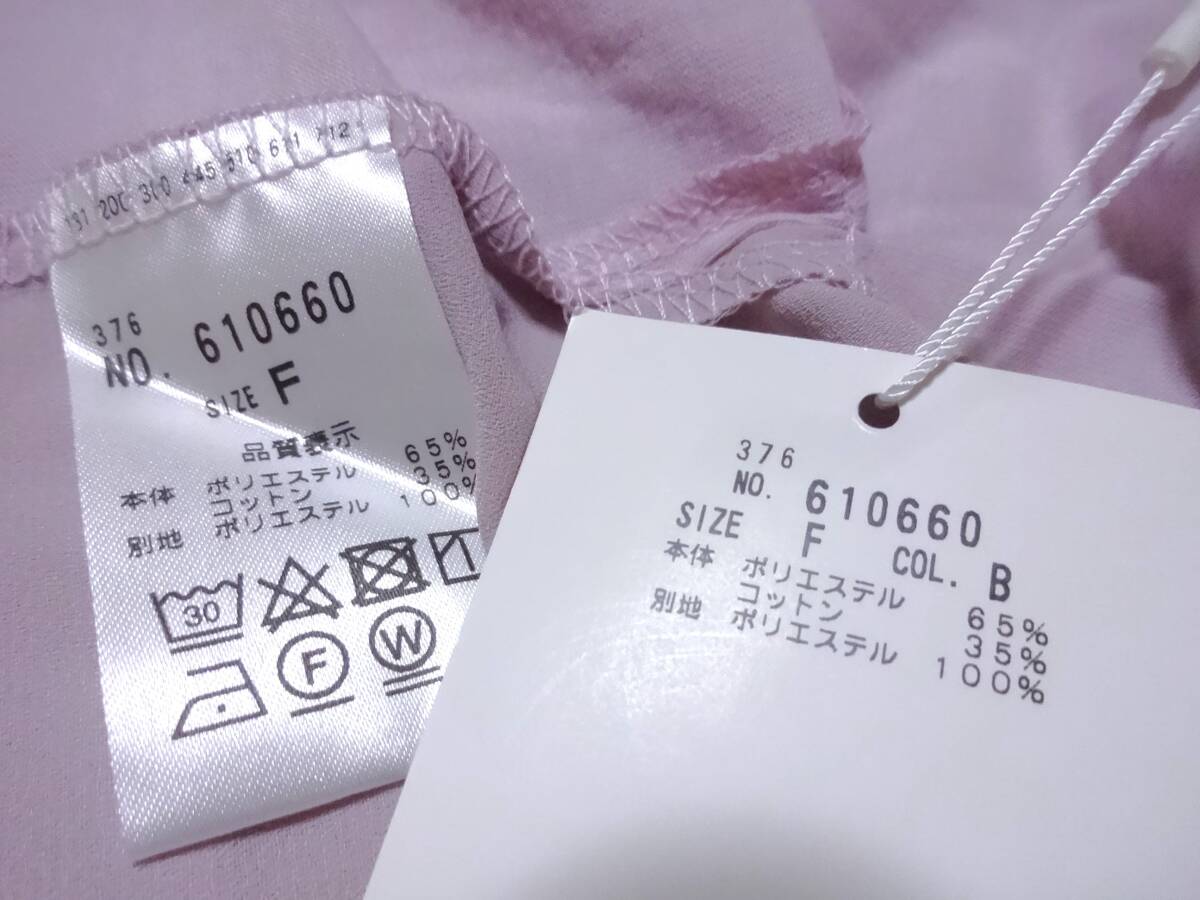 376
NO. 610660
SIZE F
品質表示
本体 ポリエステル 65%
コットン 35%
別地 ポリエステル 100%
30
F
W
376
NO. 610660
SIZE F COL. B
本体 ポリエステル 65%
コットン 35%
別地 ポリエステル 100%